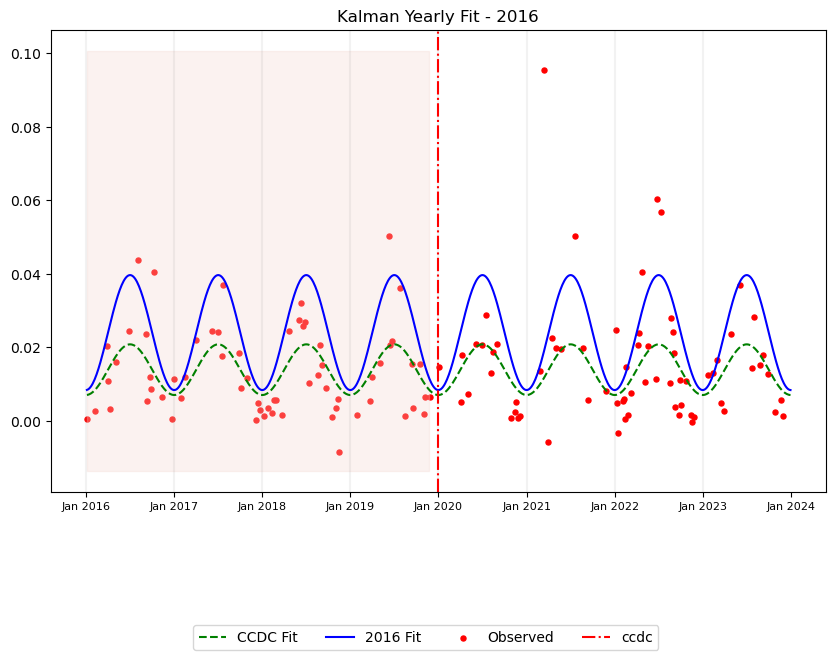 Kalman Yearly Fit - 2016
0.10
0.08
0.06
0.04
0.02
0.00
Jan 2016 Jan 2017 Jan 2018 Jan 2019 Jan 2020 Jan 2021 Jan 2022 Jan 2023 Jan 2024
CCDC Fit 2016 Fit Observed ccdc